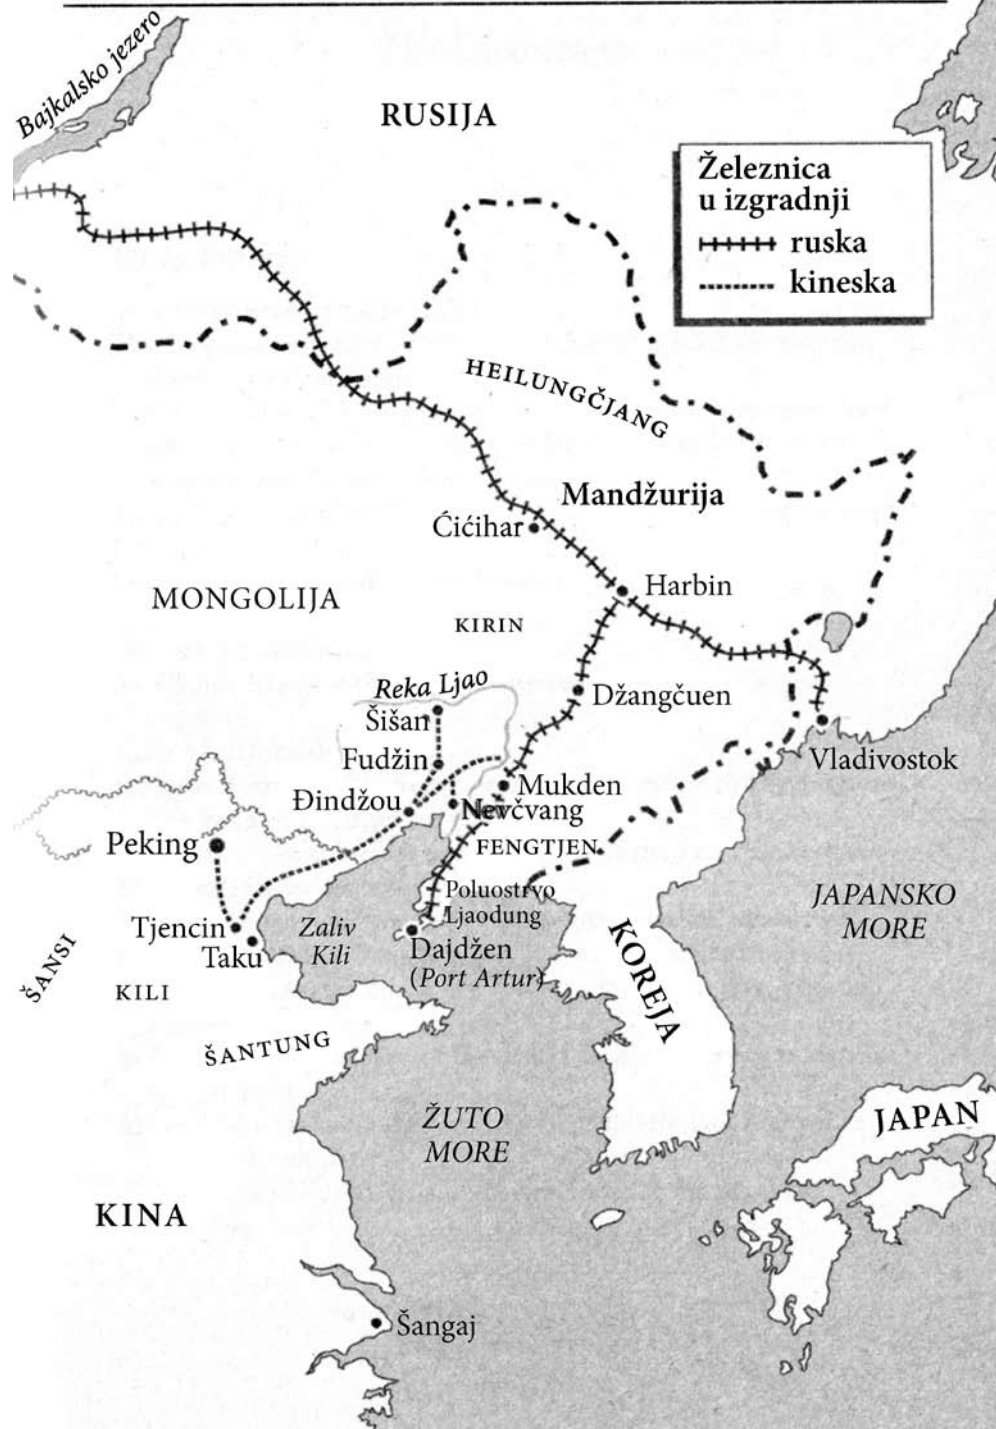 Bajkalsko jezero
RUSIJA
Železnica
u izgradnji
ruska
kineska
HEILUNGČJANG
Mandžurija
Ćićihar
Harbin
MONGOLIJA
KIRIN
Reka Ljao
Džangčuen
Šišan
Vladivostok
Fudžin
Mukden
Đindžou
Nevčvang
Peking
FENGTJEN
Poluostrvo
Ljaodung
JAPANSKO
MORE
Tjencin
Zaliv
Kili
Taku
Dajdžen
(Port Artur)
KOREJA
ŠANSI
KILI
ŠANTUNG
ŽUTO
MORE
JAPAN
KINA
Šangaj